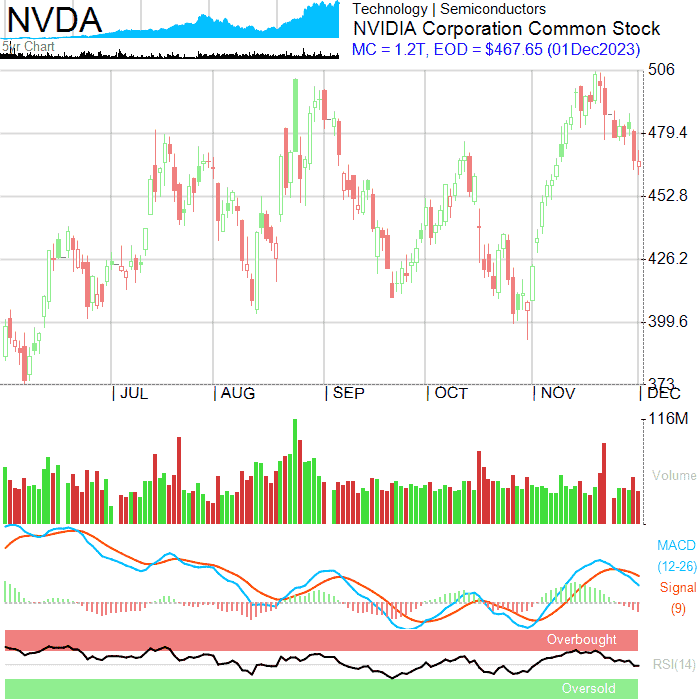 NVDA
5yr Chart
Technology | Semiconductors
NVIDIA Corporation Common Stock
MC = 1.2T, EOD = $467.65 (01Dec2023)
506
479.4
452.8
426.2
399.6
373
JUL
AUG
SEP
OCT
NOV
DEC
116M
Volume
MACD
(12-26)
Signal
(9)
Overbought
RSI(14)
Oversold